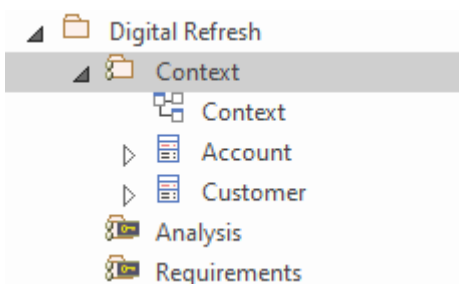 Digital Refresh
Context
Context
Account
Customer
Analysis
Requirements